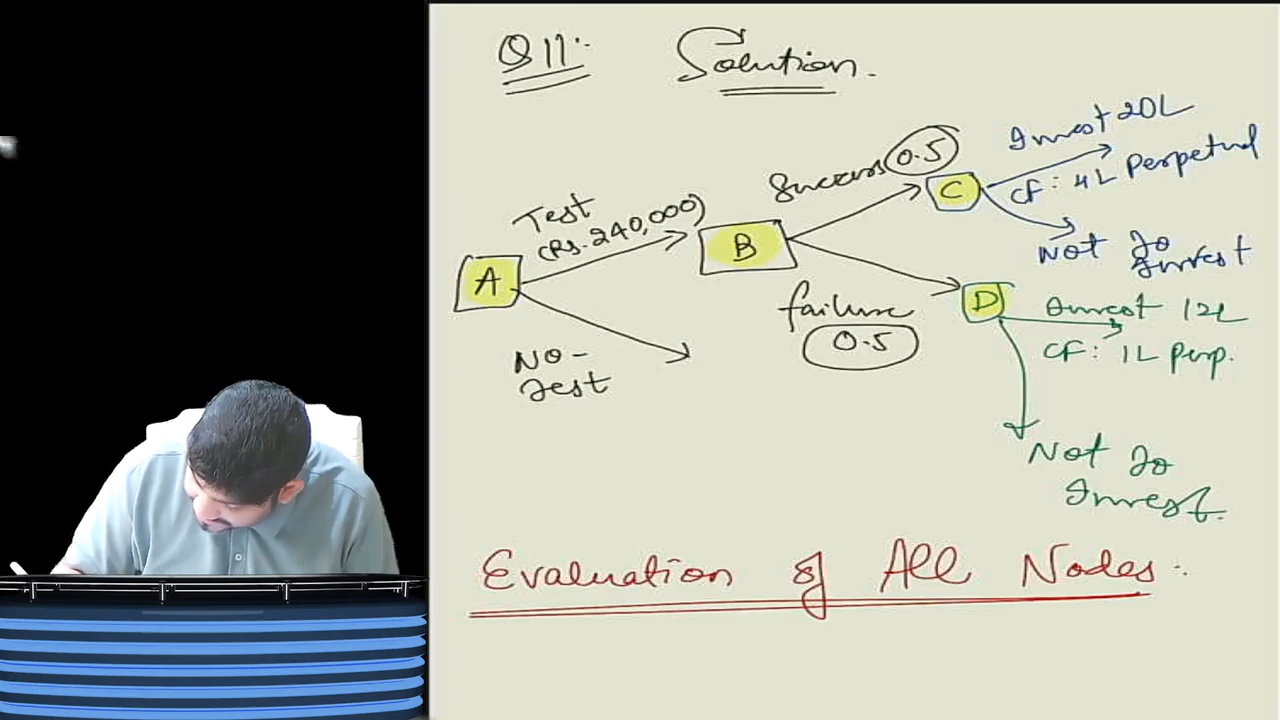 Q11: Solution.
Test
(Rs. 240,000)
A
No-
Test
B
Success 0.5
failure
0.5
C
Invest 20L
CF: 4L Perpetual
Not To
Invest
D
Invest 12L
CF: 1L Perp.
Not To
Invest.
Evaluation of All Nodes: